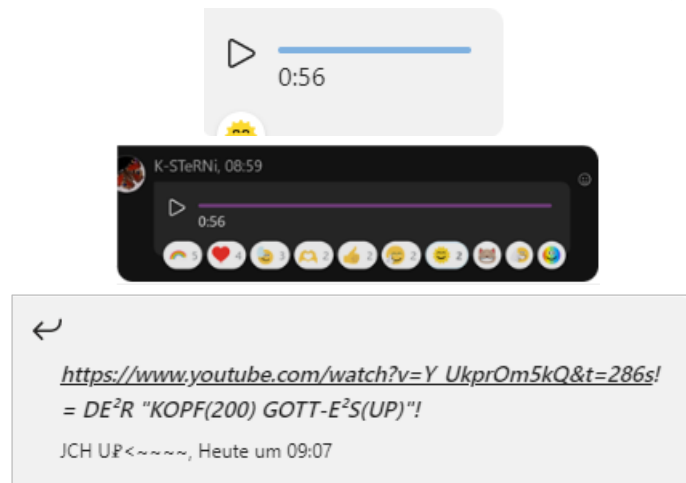 0:56
K-STeRNi, 08:59
0:56
5 4 3 2 2 2 2
https://www.youtube.com/watch?v=Y_UkprOm5kQ&t=286s!
= DE²R "KOPF(200) GOTT-E²S(UP)"!
JCH UP<~~~~, Heute um 09:07